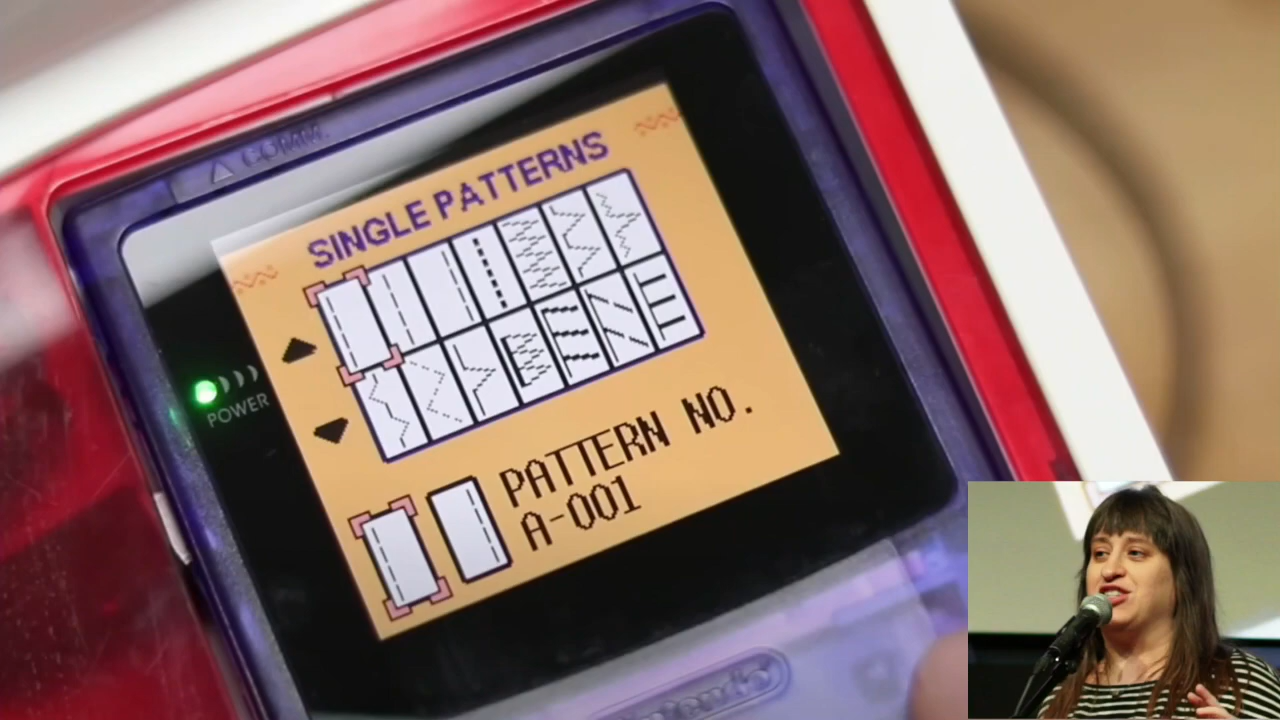 COMM.
SINGLE PATTERNS
POWER
PATTERN NO.
A-001
Nintendo